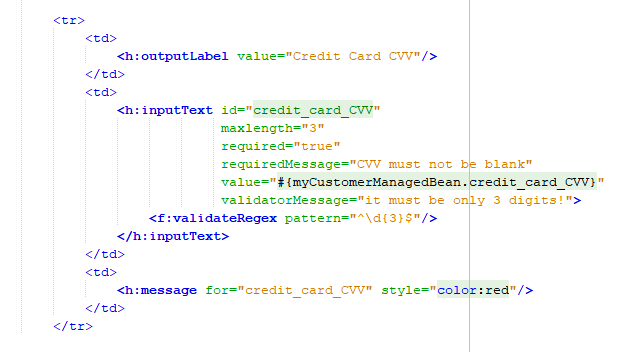 <tr>
<td>
<h:outputLabel value="Credit Card CVV"/>
</td>
<td>
<h:inputText id="credit_card_CVV"
maxlength="3"
required="true"
requiredMessage="CVV must not be blank"
value="#{myCustomerManagedBean.credit_card_CVV}"
validatorMessage="it must be only 3 digits!">
<f:validateRegex pattern="^\d{3}$"/>
</h:inputText>
</td>
<td>
<h:message for="credit_card_CVV" style="color:red"/>
</td>
</tr>